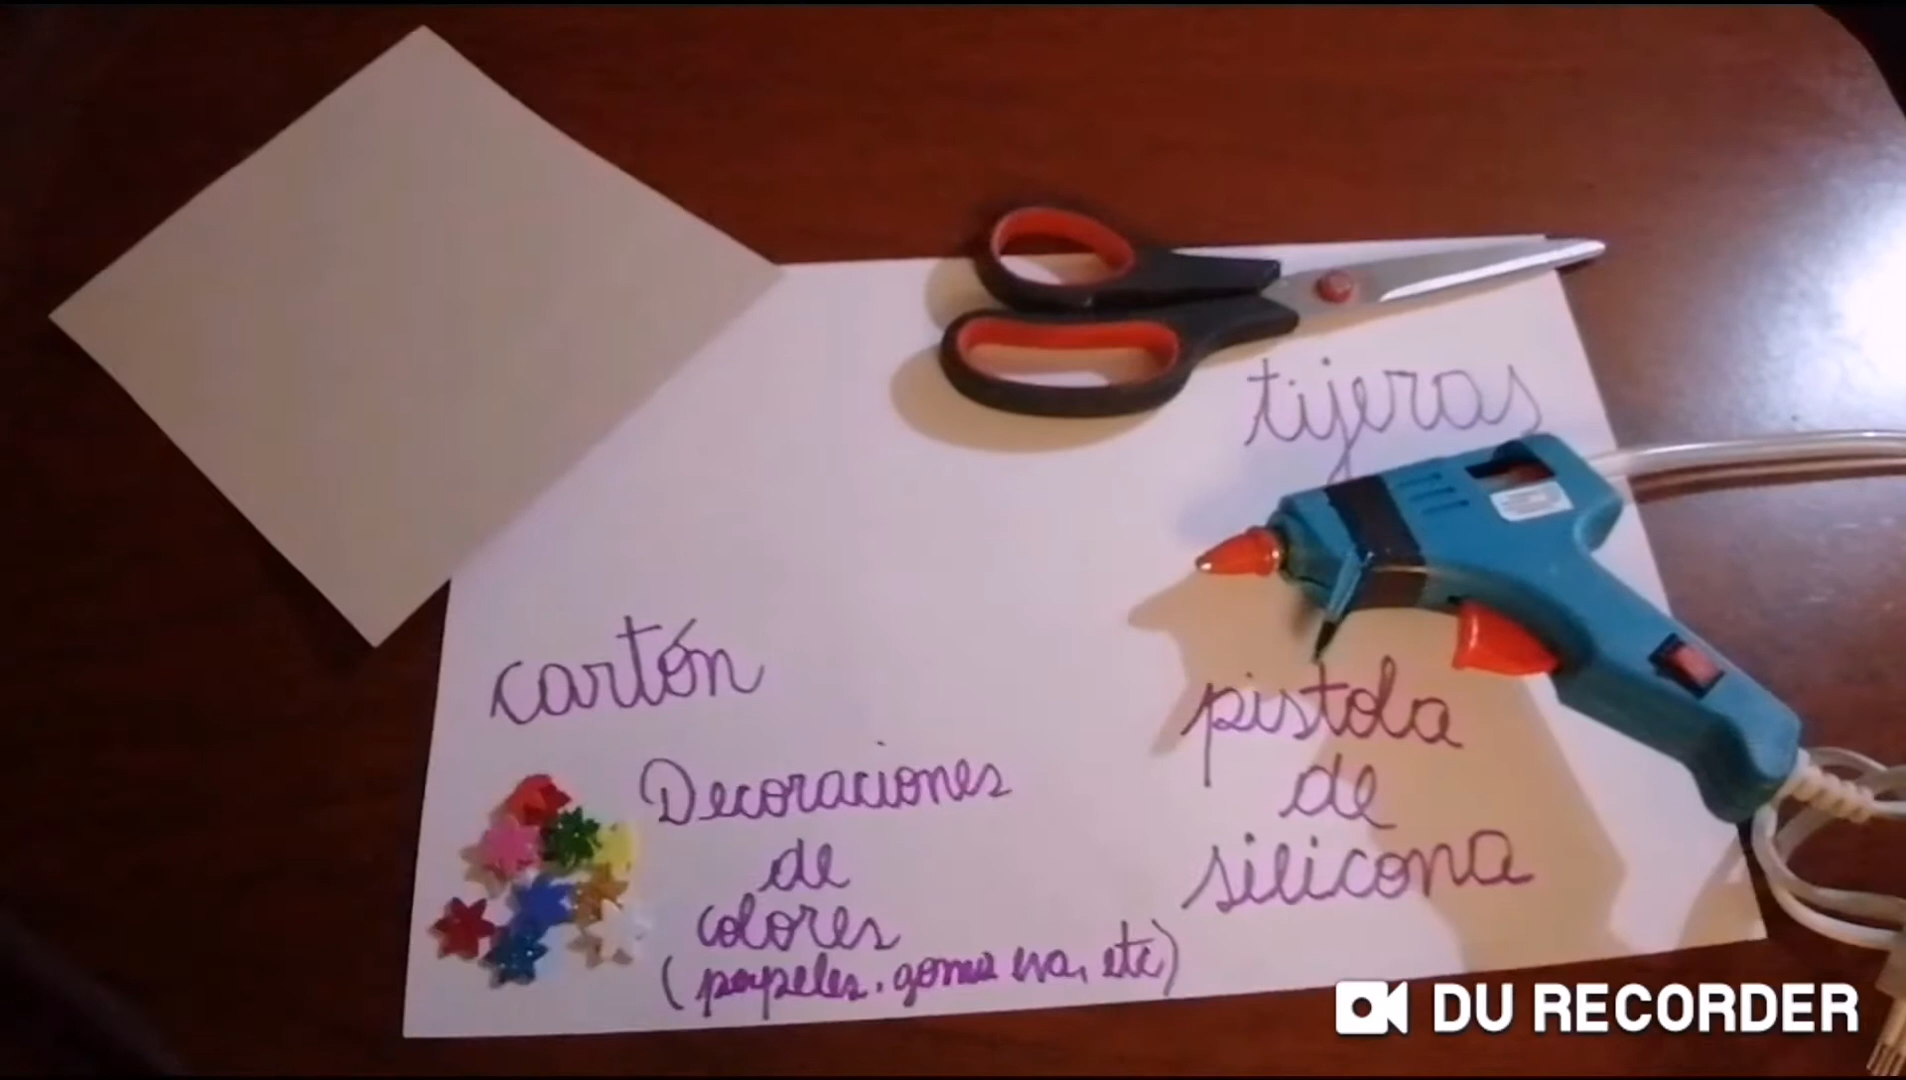 tijeras
cartón
pistola
de
silicona
Decoraciones
de
colores
(papeles, goma eva, etc)
DU RECORDER